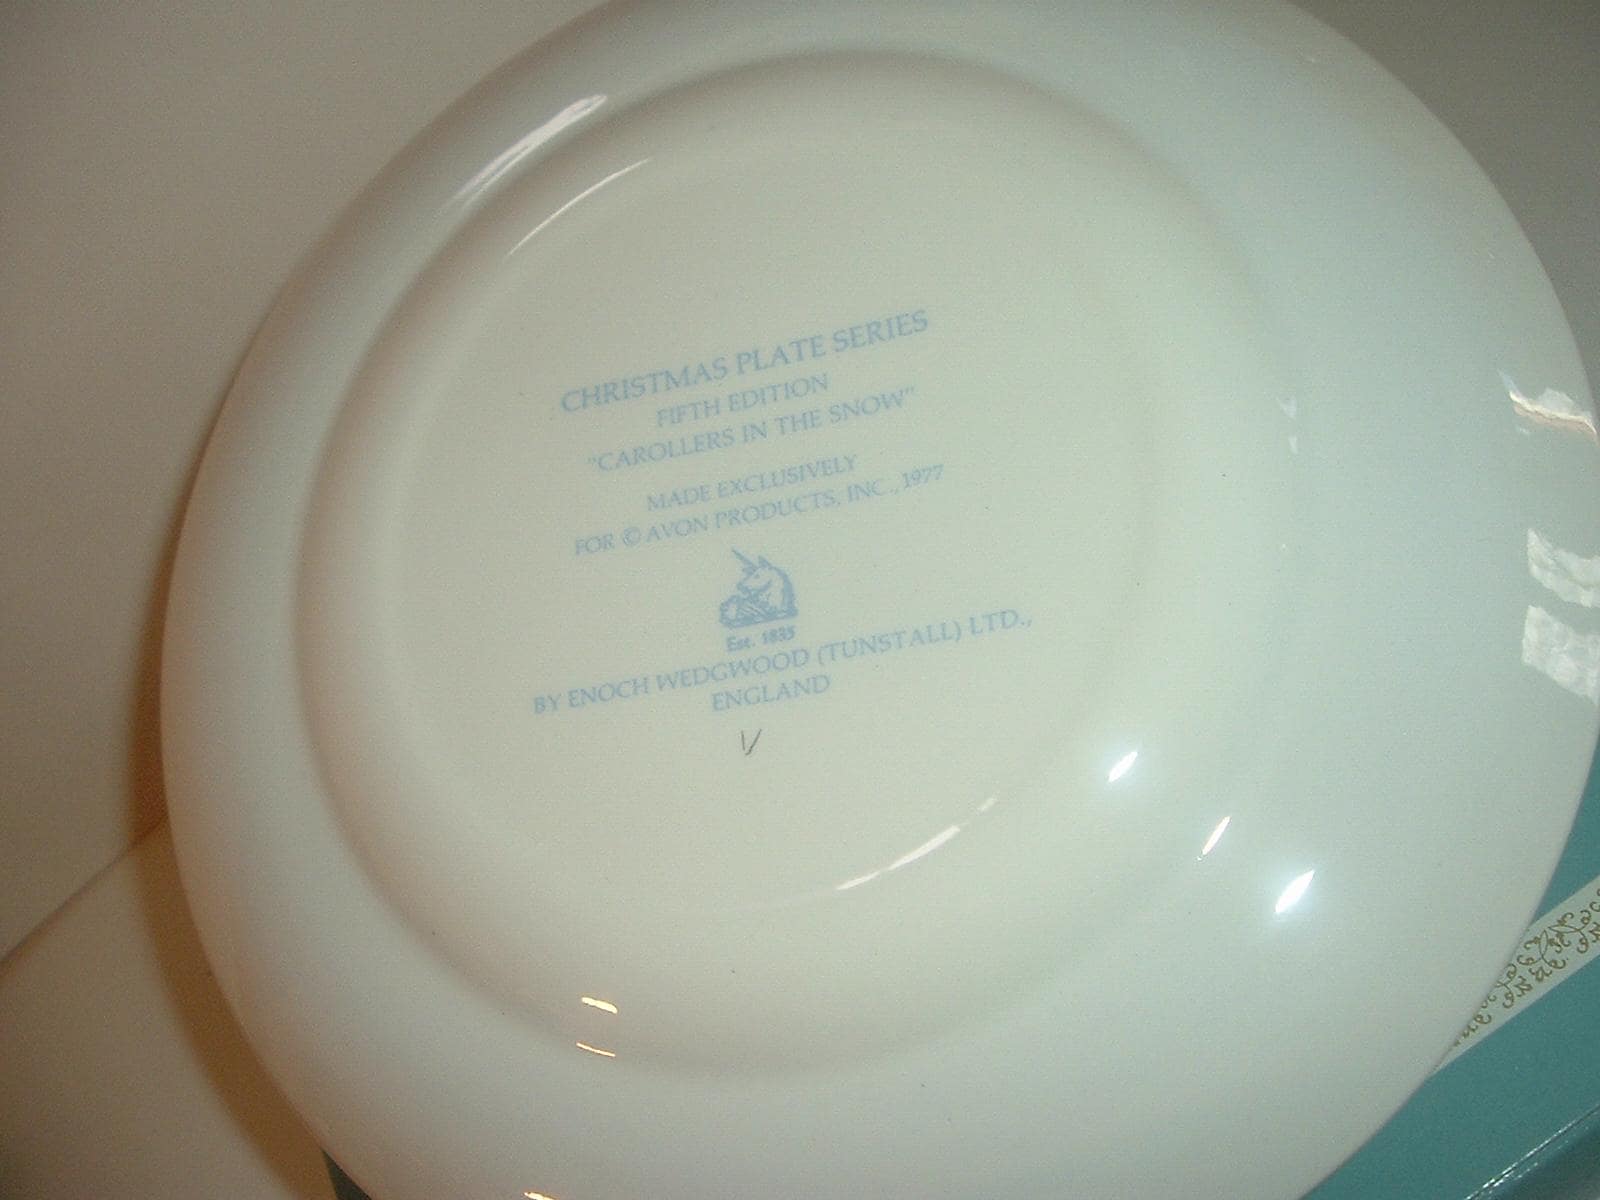 CHRISTMAS PLATE SERIES
FIFTH EDITION
"CAROLLERS IN THE SNOW"
MADE EXCLUSIVELY
FOR © AVON PRODUCTS, INC., 1977
Est. 1835
BY ENOCH WEDGWOOD (TUNSTALL) LTD.,
ENGLAND